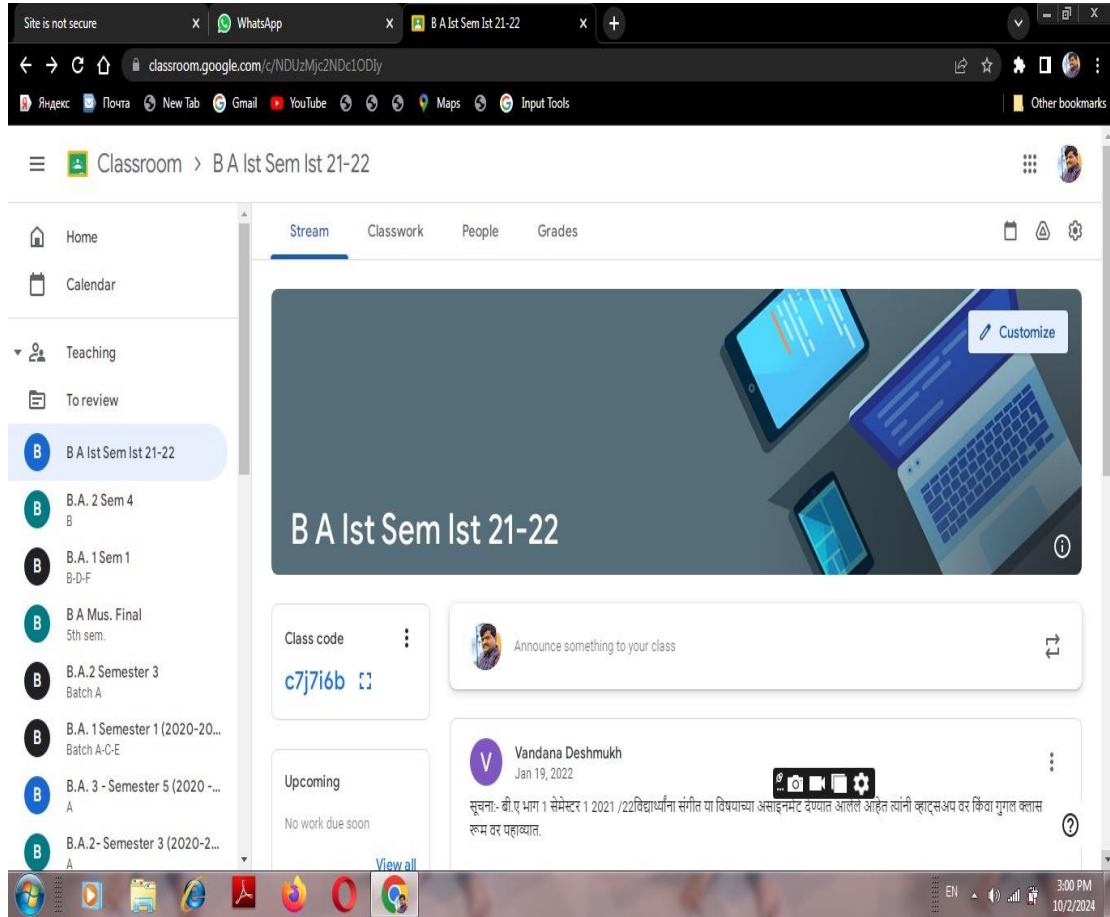 Site is not secure
WhatsApp
B A Ist Sem Ist 21-22
classroom.google.com/c/NDUzMjc2NDc1ODIy
Яндекс Почта New Tab Gmail YouTube Maps Input Tools Other bookmarks
Classroom > B A Ist Sem Ist 21-22
Home
Calendar
Teaching
To review
B B A Ist Sem Ist 21-22
B B.A. 2 Sem 4
B
B B.A. 1 Sem 1
B-D-F
B B A Mus. Final
5th sem.
B B.A.2 Semester 3
Batch A
B B.A. 1 Semester 1 (2020-20...
Batch A-C-E
B B.A. 3 - Semester 5 (2020 -...
A
B B.A.2- Semester 3 (2020-2...
A
Stream Classwork People Grades
Customize
B A Ist Sem Ist 21-22
Class code
c7j7i6b
Upcoming
No work due soon
View all
Announce something to your class
V Vandana Deshmukh
Jan 19, 2022
सूचना:- बी.ए भाग 1 सेमेस्टर 1 2021 /22विद्यार्थ्यांना संगीत या विषयाच्या असाइनमेंट देण्यात आलेले आहेत त्यांनी व्हाट्सअप वर किंवा गुगल क्लास
रूम वर पहाव्यात.
EN
3:00 PM
10/2/2024